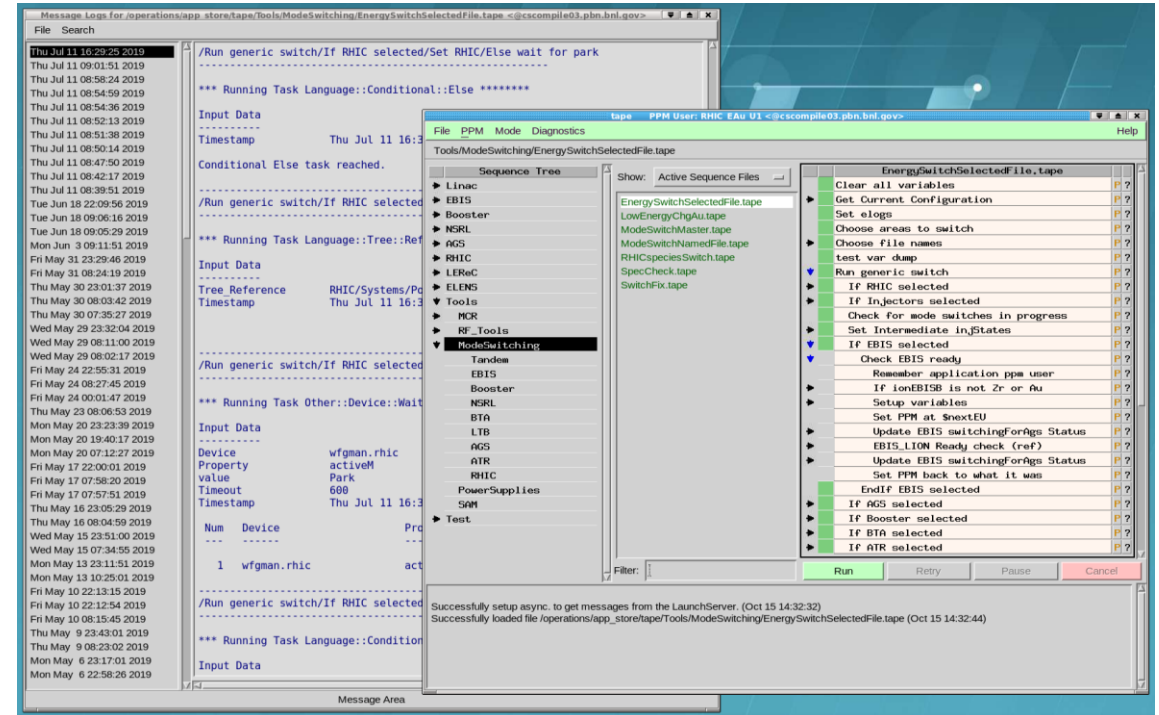 Message Logs for /operations/app_store/tape/Tools/ModeSwitching/EnergySwitchSelectedFile.tape <@cscompile03.pbn.bnl.gov>
File Search
Thu Jul 11 16:29:25 2019
Thu Jul 11 09:01:51 2019
Thu Jul 11 08:58:24 2019
Thu Jul 11 08:54:59 2019
Thu Jul 11 08:54:36 2019
Thu Jul 11 08:52:13 2019
Thu Jul 11 08:51:38 2019
Thu Jul 11 08:50:14 2019
Thu Jul 11 08:47:50 2019
Thu Jul 11 08:42:17 2019
Thu Jul 11 08:39:51 2019
Tue Jun 18 22:09:56 2019
Tue Jun 18 09:06:16 2019
Tue Jun 18 09:05:29 2019
Mon Jun 3 09:11:51 2019
Fri May 31 23:29:46 2019
Fri May 31 08:24:19 2019
Thu May 30 23:01:37 2019
Thu May 30 08:03:42 2019
Thu May 30 07:35:27 2019
Wed May 29 23:32:04 2019
Wed May 29 08:11:00 2019
Wed May 29 08:02:17 2019
Fri May 24 22:55:31 2019
Fri May 24 08:27:45 2019
Fri May 24 00:01:47 2019
Thu May 23 08:06:53 2019
Mon May 20 23:23:39 2019
Mon May 20 19:40:17 2019
Mon May 20 07:12:27 2019
Fri May 17 22:00:01 2019
Fri May 17 07:58:20 2019
Fri May 17 07:57:51 2019
Thu May 16 23:05:29 2019
Thu May 16 08:04:59 2019
Wed May 15 23:51:00 2019
Wed May 15 07:34:55 2019
Mon May 13 23:11:51 2019
Mon May 13 10:25:01 2019
Fri May 10 22:13:15 2019
Fri May 10 22:12:54 2019
Fri May 10 08:15:45 2019
Thu May 9 23:43:01 2019
Thu May 9 08:23:02 2019
Mon May 6 23:17:01 2019
Mon May 6 22:58:26 2019
/Run generic switch/If RHIC selected/Set RHIC/Else wait for park
*** Running Task Language::Conditional::Else ********
Input Data
Timestamp Thu Jul 11 16:3
Conditional Else task reached.
/Run generic switch/If RHIC selected
*** Running Task Language::Tree::Ref
Input Data
Tree_Reference RHIC/Systems/Po
Timestamp Thu Jul 11 16:3
/Run generic switch/If RHIC selected
*** Running Task Other::Device::Wait
Input Data
Device wfgman.rhic
Property activeM
value Park
Timeout 600
Timestamp Thu Jul 11 16:3
Num Device Pro
1 wfgman.rhic act
/Run generic switch/If RHIC selected
*** Running Task Language::Condition
Input Data
Message Area
tape PPM User: RHIC_EAu U1 <@cscompile03.pbn.bnl.gov>
File PPM Mode Diagnostics Help
Tools/ModeSwitching/EnergySwitchSelectedFile.tape
Sequence Tree
Linac
EBIS
Booster
NSRL
AGS
RHIC
LEReC
ELENS
Tools
MCR
RF_Tools
ModeSwitching
Tandem
EBIS
Booster
NSRL
BTA
LTB
AGS
ATR
RHIC
PowerSupplies
SAM
Test
Show: Active Sequence Files
EnergySwitchSelectedFile.tape
LowEnergyChgAu.tape
ModeSwitchMaster.tape
ModeSwitchNamedFile.tape
RHICspeciesSwitch.tape
SpecCheck.tape
SwitchFix.tape
Filter:
EnergySwitchSelectedFile.tape
Clear all variables P ?
Get Current Configuration P ?
Set elogs P ?
Choose areas to switch P ?
Choose file names P ?
test var dump P ?
Run generic switch P ?
If RHIC selected P ?
If Injectors selected P ?
Check for mode switches in progress P ?
Set Intermediate injStates P ?
If EBIS selected P ?
Check EBIS ready P ?
Remember application ppm user P ?
If ionEBISB is not Zr or Au P ?
Setup variables P ?
Set PPM at $nextEU P ?
Update EBIS switchingForAgs Status P ?
EBIS_LION Ready check (ref) P ?
Update EBIS switchingForAgs Status P ?
Set PPM back to what it was P ?
EndIf EBIS selected P ?
If AGS selected P ?
If Booster selected P ?
If BTA selected P ?
If ATR selected P ?
Run Retry Pause Cancel
Successfully setup async. to get messages from the LaunchServer. (Oct 15 14:32:32)
Successfully loaded file /operations/app_store/tape/Tools/ModeSwitching/EnergySwitchSelectedFile.tape (Oct 15 14:32:44)